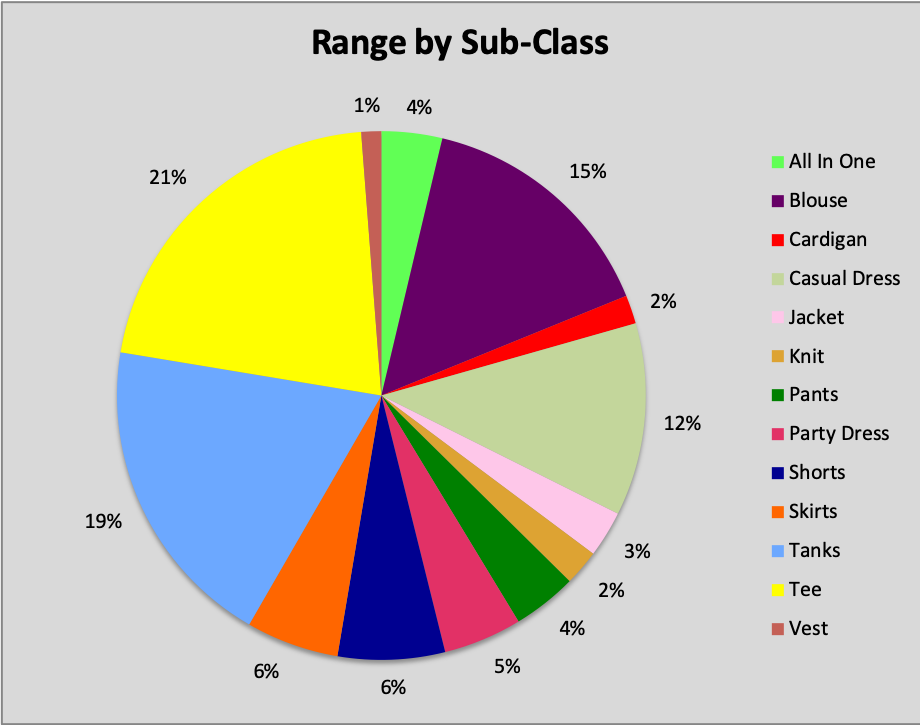 Range by Sub-Class
1%
4%
15%
2%
12%
3%
2%
4%
5%
6%
6%
19%
21%
All In One
Blouse
Cardigan
Casual Dress
Jacket
Knit
Pants
Party Dress
Shorts
Skirts
Tanks
Tee
Vest